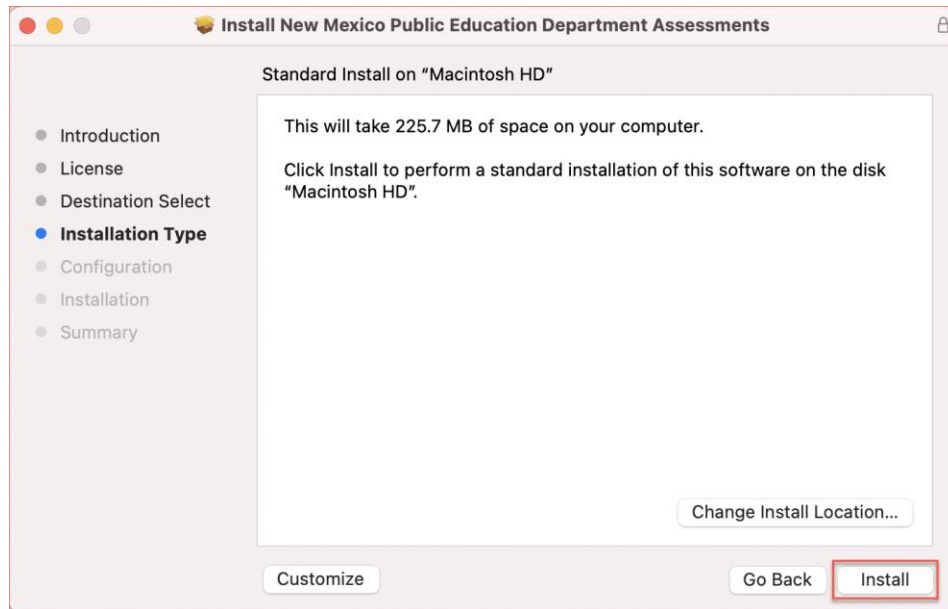 Install New Mexico Public Education Department Assessments
Standard Install on “Macintosh HD”
Introduction
License
Destination Select
Installation Type
Configuration
Installation
Summary
This will take 225.7 MB of space on your computer.
Click Install to perform a standard installation of this software on the disk
“Macintosh HD”.
Change Install Location...
Customize
Go Back
Install